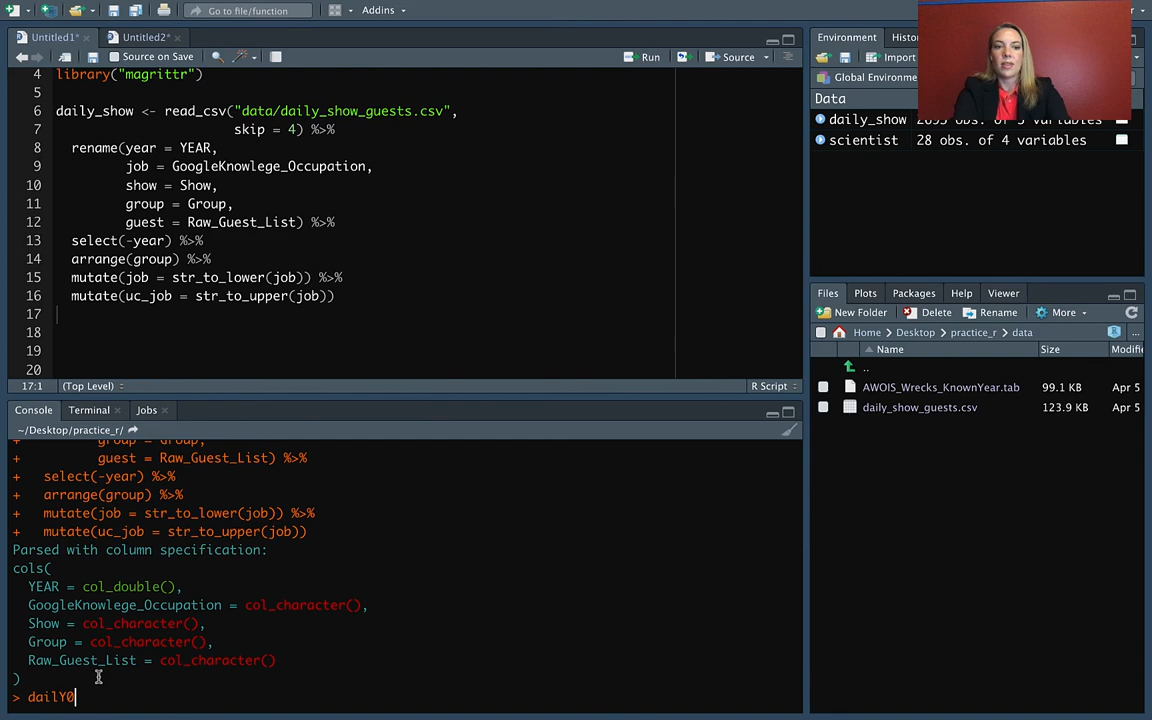 Go to file/function
Addins
Untitled1*
Untitled2*
Source on Save
Run
Source
4 library("magrittr")
5
6 daily_show <- read_csv("data/daily_show_guests.csv",
7 skip = 4) %>%
8 rename(year = YEAR,
9 job = GoogleKnowlege_Occupation,
10 show = Show,
11 group = Group,
12 guest = Raw_Guest_List) %>%
13 select(-year) %>%
14 arrange(group) %>%
15 mutate(job = str_to_lower(job)) %>%
16 mutate(uc_job = str_to_upper(job))
17
18
19
20
17:1 (Top Level) R Script
Console Terminal Jobs
~/Desktop/practice_r/
+ guest = Raw_Guest_List) %>%
+ select(-year) %>%
+ arrange(group) %>%
+ mutate(job = str_to_lower(job)) %>%
+ mutate(uc_job = str_to_upper(job))
Parsed with column specification:
cols(
YEAR = col_double(),
GoogleKnowlege_Occupation = col_character(),
Show = col_character(),
Group = col_character(),
Raw_Guest_List = col_character()
)
> dailY0
Environment
Import
Global Environme
Data
daily_show
scientist 28 obs. of 4 variables
Files Plots Packages Help Viewer
New Folder Delete Rename More
Home > Desktop > practice_r > data
Name Size Modifie
..
AWOIS_Wrecks_KnownYear.tab 99.1 KB Apr 5
daily_show_guests.csv 123.9 KB Apr 5